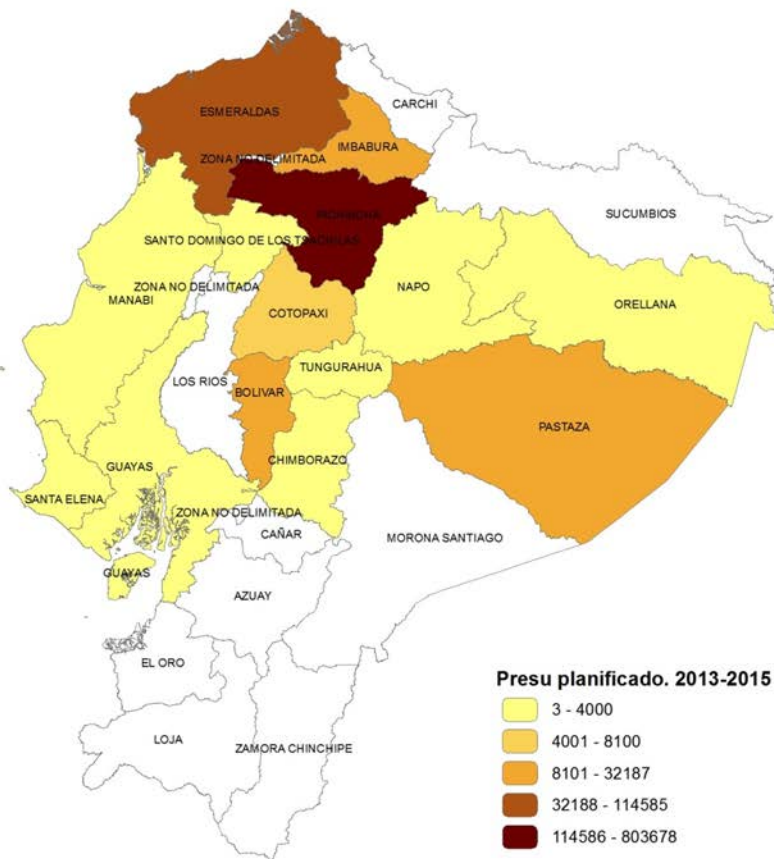 CARCHI
ESMERALDAS
IMBABURA
ZONA NO DELIMITADA
SUCUMBIOS
PICHINCHA
SANTO DOMINGO DE LOS TSACHILAS
ZONA NO DELIMITADA
NAPO
MANABI
ORELLANA
COTOPAXI
TUNGURAHUA
LOS RIOS
BOLIVAR
PASTAZA
CHIMBORAZO
GUAYAS
SANTA ELENA
ZONA NO DELIMITADA
CAÑAR
MORONA SANTIAGO
GUAYAS
AZUAY
EL ORO
LOJA
ZAMORA CHINCHIPE
Presu planificado. 2013-2015
3 - 4000
4001 - 8100
8101 - 32187
32188 - 114585
114586 - 803678